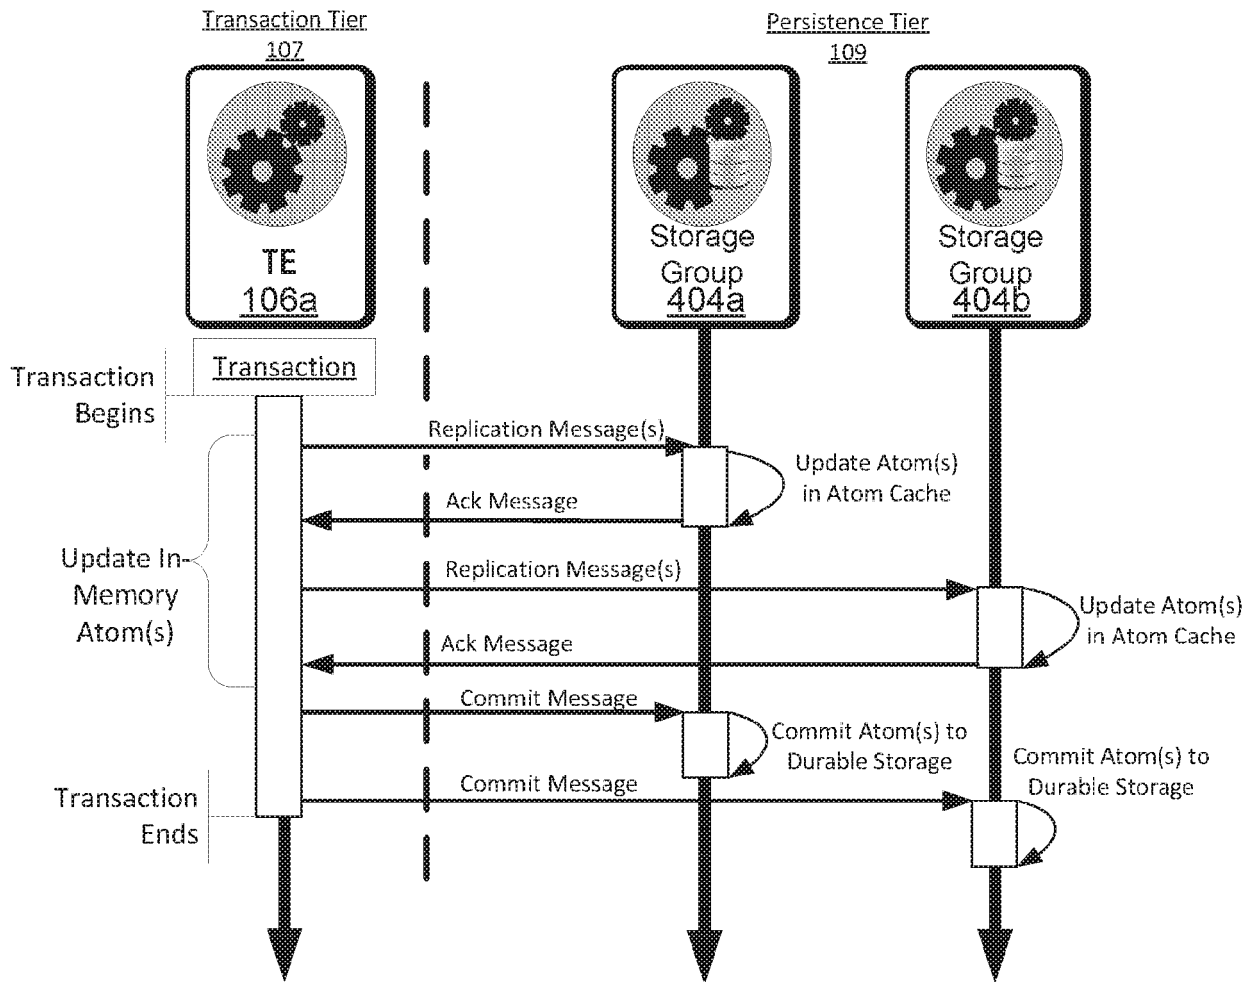 Transaction Tier
107
Persistence Tier
109
TE
106a
Storage
Group
404a
Storage
Group
404b
Transaction
Transaction
Begins
Replication Message(s)
Update Atom(s)
in Atom Cache
Ack Message
Update In-
Memory
Atom(s)
Replication Message(s)
Update Atom(s)
in Atom Cache
Ack Message
Commit Message
Commit Atom(s) to
Durable Storage
Commit Message
Commit Atom(s) to
Durable Storage
Transaction
Ends